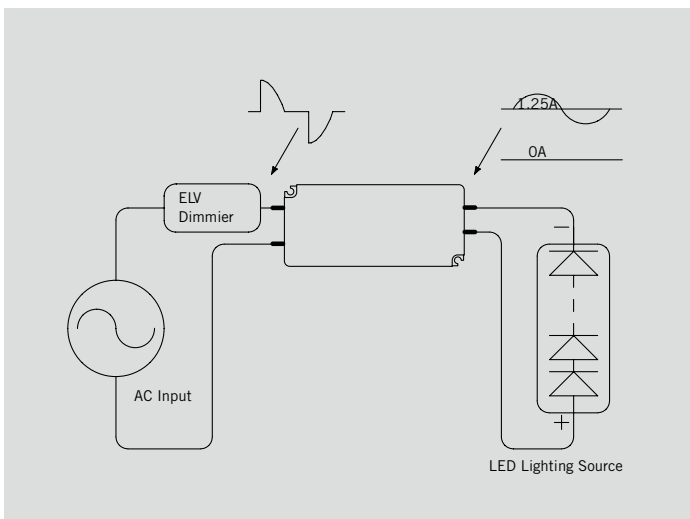 1.25A
0A
ELV
Dimmier
−
AC Input
+
LED Lighting Source